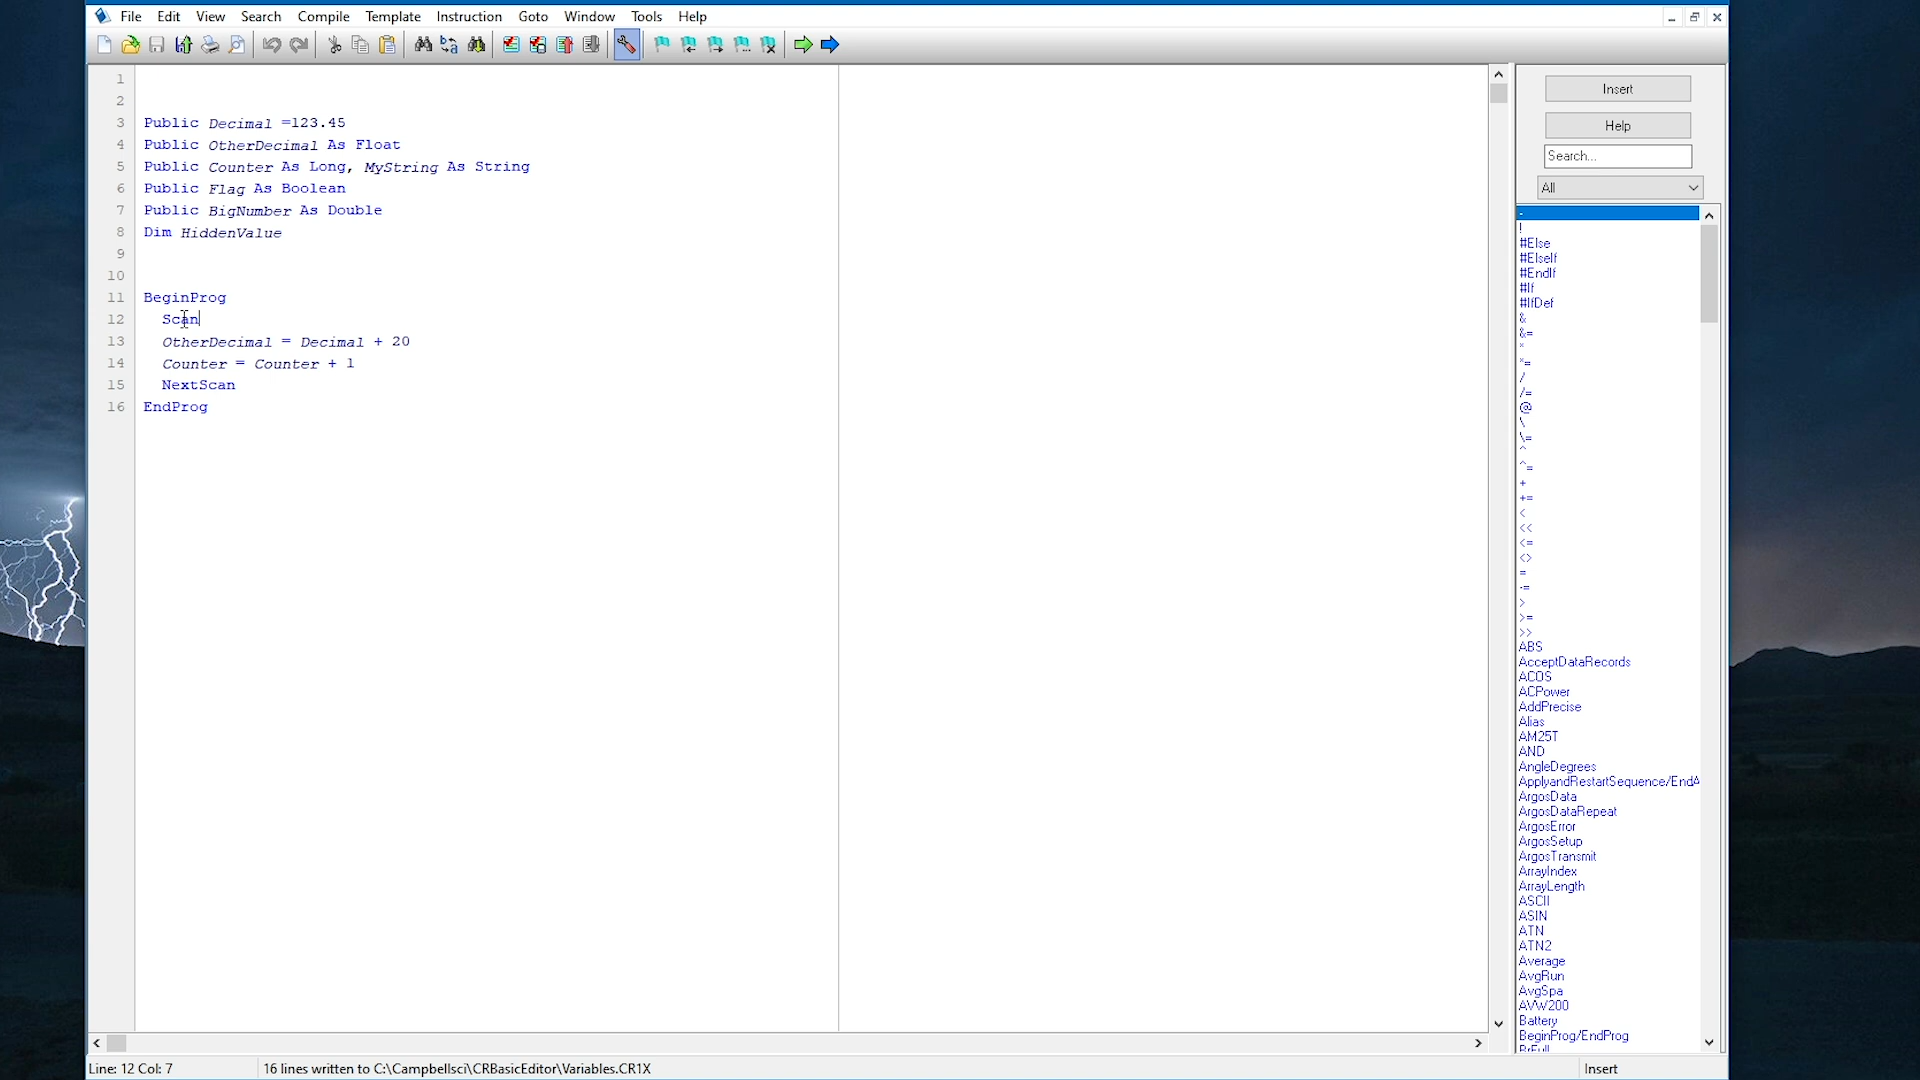 File Edit View Search Compile Template Instruction Goto Window Tools Help
1
2
3 Public Decimal =123.45
4 Public OtherDecimal As Float
5 Public Counter As Long, MyString As String
6 Public Flag As Boolean
7 Public BigNumber As Double
8 Dim HiddenValue
9
10
11 BeginProg
12 Scan
13 OtherDecimal = Decimal + 20
14 Counter = Counter + 1
15 NextScan
16 EndProg
Insert
Help
Search...
All
-
!
#Else
#ElseIf
#EndIf
#If
#IfDef
&
&=
*
*=
/
/=
@
\
\=
^
^=
+
+=
<
<<
<=
<>
=
-=
>
>=
>>
ABS
AcceptDataRecords
ACOS
ACPower
AddPrecise
Alias
AM25T
AND
AngleDegrees
ApplyandRestartSequence/EndA
ArgosData
ArgosDataRepeat
ArgosError
ArgosSetup
ArgosTransmit
ArrayIndex
ArrayLength
ASCII
ASIN
ATN
ATN2
Average
AvgRun
AvgSpa
AVW200
Battery
BeginProg/EndProg
BrFull
Line: 12 Col: 7 16 lines written to C:\Campbellsci\CRBasicEditor\Variables.CR1X Insert